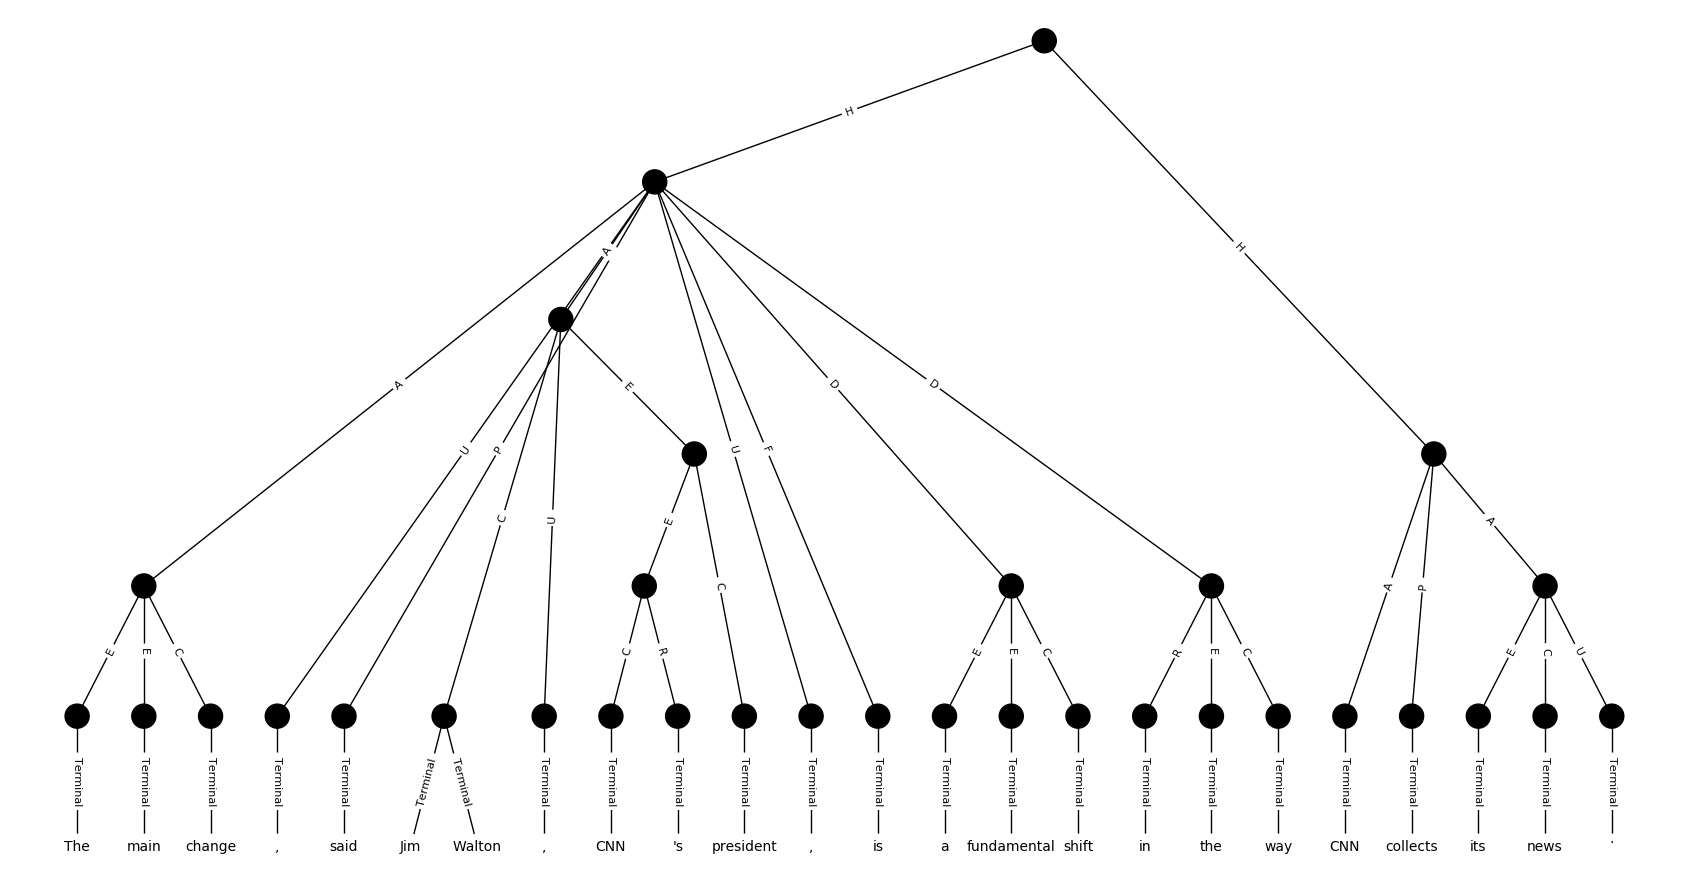 H
A
H
A
E
A
D
D
U
P
U
F
C
U
E
A
C
A
P
E
E
C
C
R
E
E
C
R
E
C
E
C
U
Terminal Terminal Terminal Terminal Terminal Terminal Terminal Terminal Terminal Terminal Terminal Terminal Terminal Terminal Terminal Terminal Terminal Terminal Terminal Terminal Terminal Terminal Terminal Terminal
The main change , said Jim Walton , CNN 's president , is a fundamental shift in the way CNN collects its news .